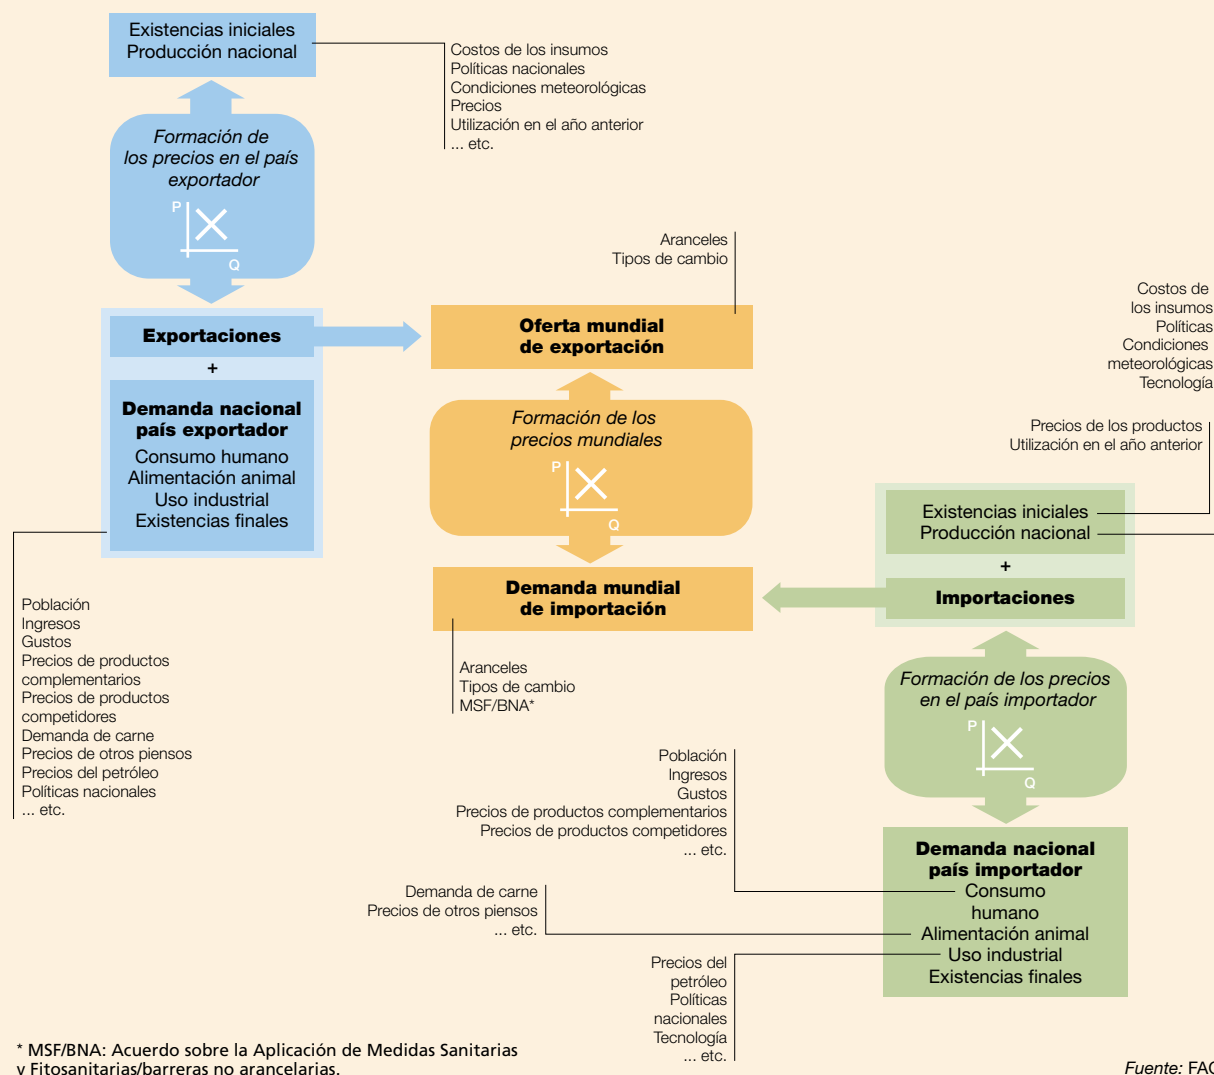 Existencias iniciales
Producción nacional
Costos de los insumos
Políticas nacionales
Condiciones meteorológicas
Precios
Utilización en el año anterior
... etc.
Formación de
los precios en el país
exportador
P
Q
Exportaciones
+
Demanda nacional
país exportador
Consumo humano
Alimentación animal
Uso industrial
Existencias finales
Población
Ingresos
Gustos
Precios de productos
complementarios
Precios de productos
competidores
Demanda de carne
Precios de otros piensos
Precios del petróleo
Políticas nacionales
... etc.
Aranceles
Tipos de cambio
Oferta mundial
de exportación
Formación de los
precios mundiales
P
Q
Demanda mundial
de importación
Aranceles
Tipos de cambio
MSF/BNA*
Costos de
los insumos
Políticas
Condiciones
meteorológicas
Tecnología
Precios de los productos
Utilización en el año anterior
Existencias iniciales
Producción nacional
+
Importaciones
Formación de los precios
en el país importador
P
Q
Demanda nacional
país importador
Consumo
humano
Alimentación animal
Uso industrial
Existencias finales
Población
Ingresos
Gustos
Precios de productos complementarios
Precios de productos competidores
... etc.
Demanda de carne
Precios de otros piensos
... etc.
Precios del
petróleo
Políticas
nacionales
Tecnología
... etc.
* MSF/BNA: Acuerdo sobre la Aplicación de Medidas Sanitarias
y Fitosanitarias/barreras no arancelarias.
Fuente: FAO